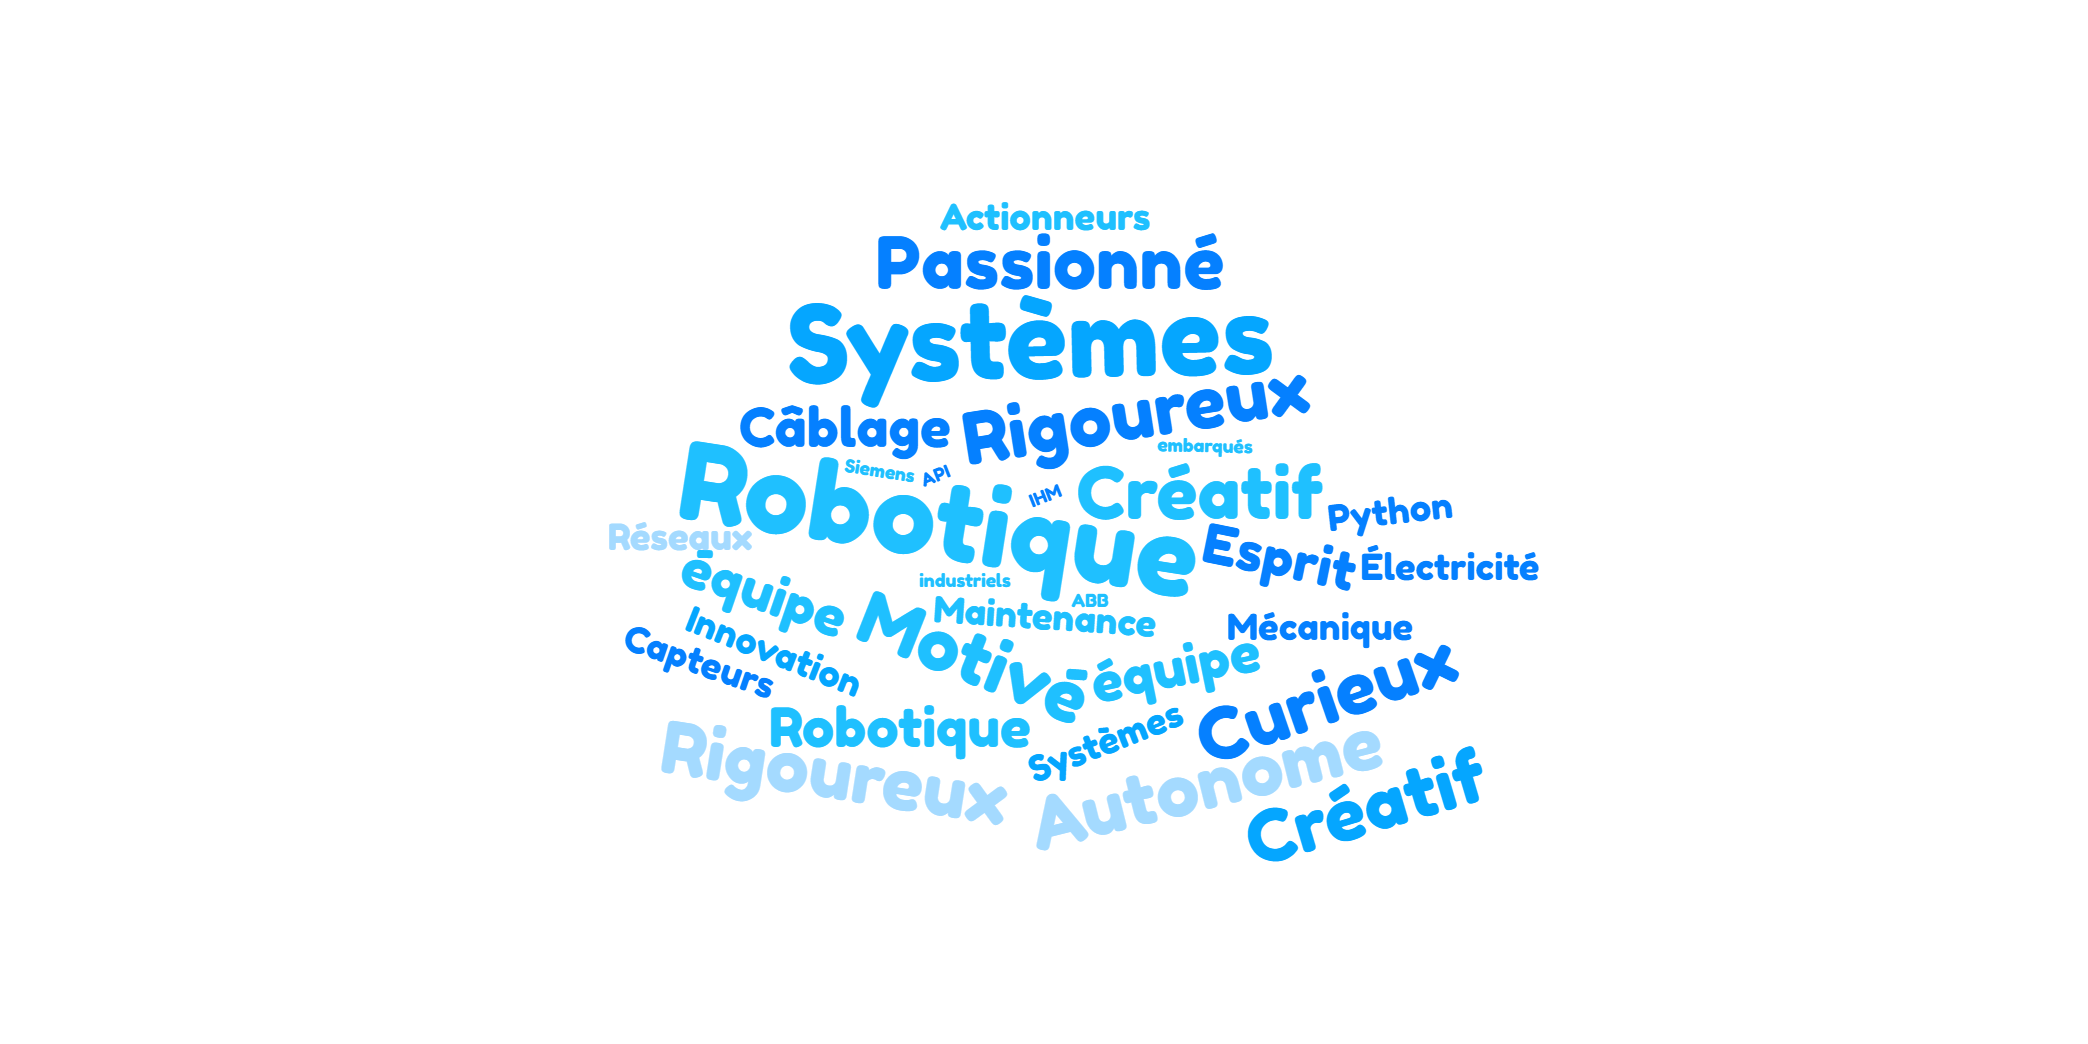 Actionneurs
Passionné
Systèmes
Câblage
Rigoureux
embarqués
Robotique
Siemens
API
IHM
Créatif
Python
Réseaux
Esprit
Électricité
équipe
industriels
ABB
Maintenance
Innovation
Motivé
Mécanique
Capteurs
équipe
Curieux
Robotique
Systèmes
Rigoureux
Autonome
Créatif